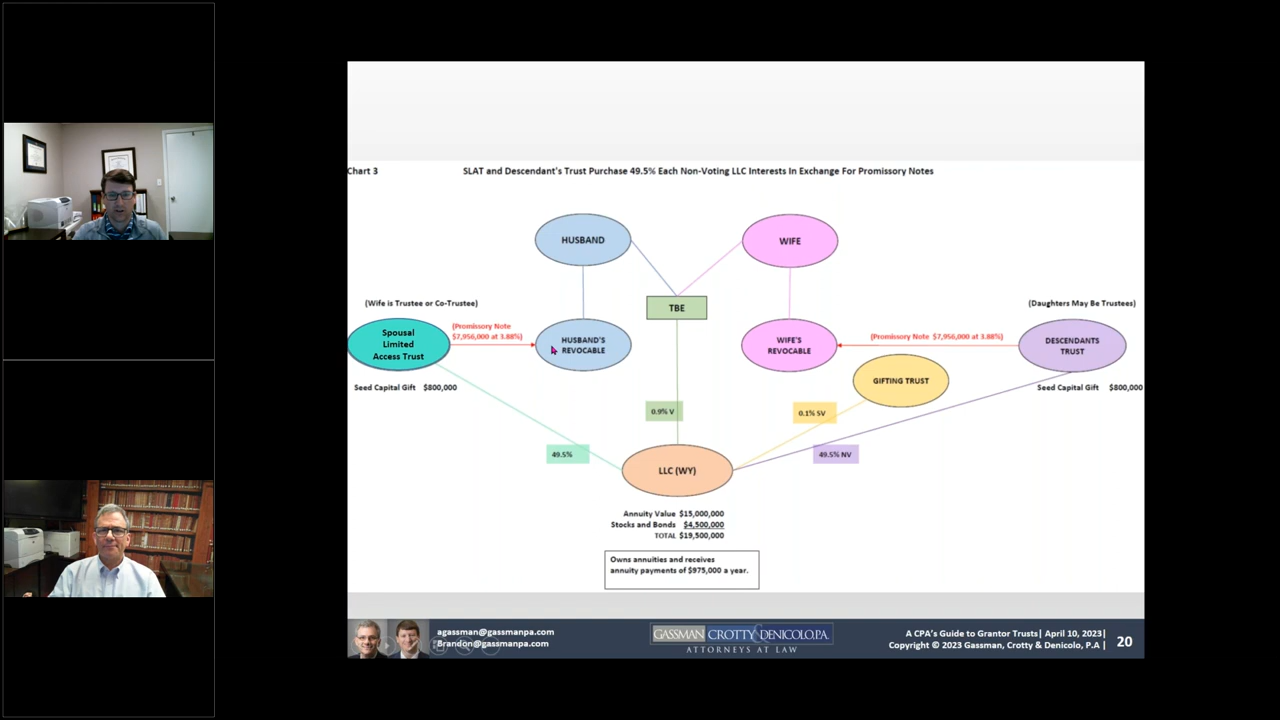 Chart 3
SLAT and Descendant's Trust Purchase 49.5% Each Non-Voting LLC Interests In Exchange For Promissory Notes
HUSBAND
WIFE
TBE
(Wife is Trustee or Co-Trustee)
(Daughters May Be Trustees)
Spousal
Limited
Access Trust
(Promissory Note
$7,956,000 at 3.88%)
HUSBAND'S
REVOCABLE
WIFE'S
REVOCABLE
(Promissory Note $7,956,000 at 3.88%)
DESCENDANTS
TRUST
GIFTING TRUST
Seed Capital Gift $800,000
Seed Capital Gift $800,000
0.9% V
0.1% SV
49.5%
49.5% NV
LLC (WY)
Annuity Value $15,000,000
Stocks and Bonds $4,500,000
TOTAL $19,500,000
Owns annuities and receives
annuity payments of $975,000 a year.
agassman@gassmanpa.com
Brandon@gassmanpa.com
GASSMAN CROTTY & DENICOLO, P.A.
ATTORNEYS AT LAW
A CPA's Guide to Grantor Trusts| April 10, 2023|
Copyright © 2023 Gassman, Crotty & Denicolo, P.A |
20